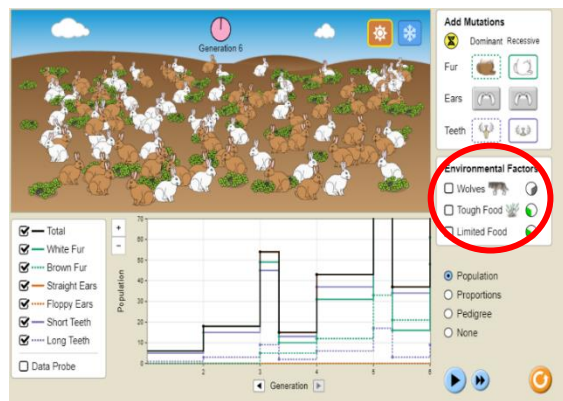 Generation 6
Add Mutations
Dominant Recessive
Fur
Ears
Teeth
Environmental Factors
Wolves
Tough Food
Limited Food
Population
Proportions
Pedigree
None
Total
White Fur
Brown Fur
Straight Ears
Floppy Ears
Short Teeth
Long Teeth
Data Probe
+
-
Population
70
60
50
40
30
20
10
0
2
3
4
5
6
Generation